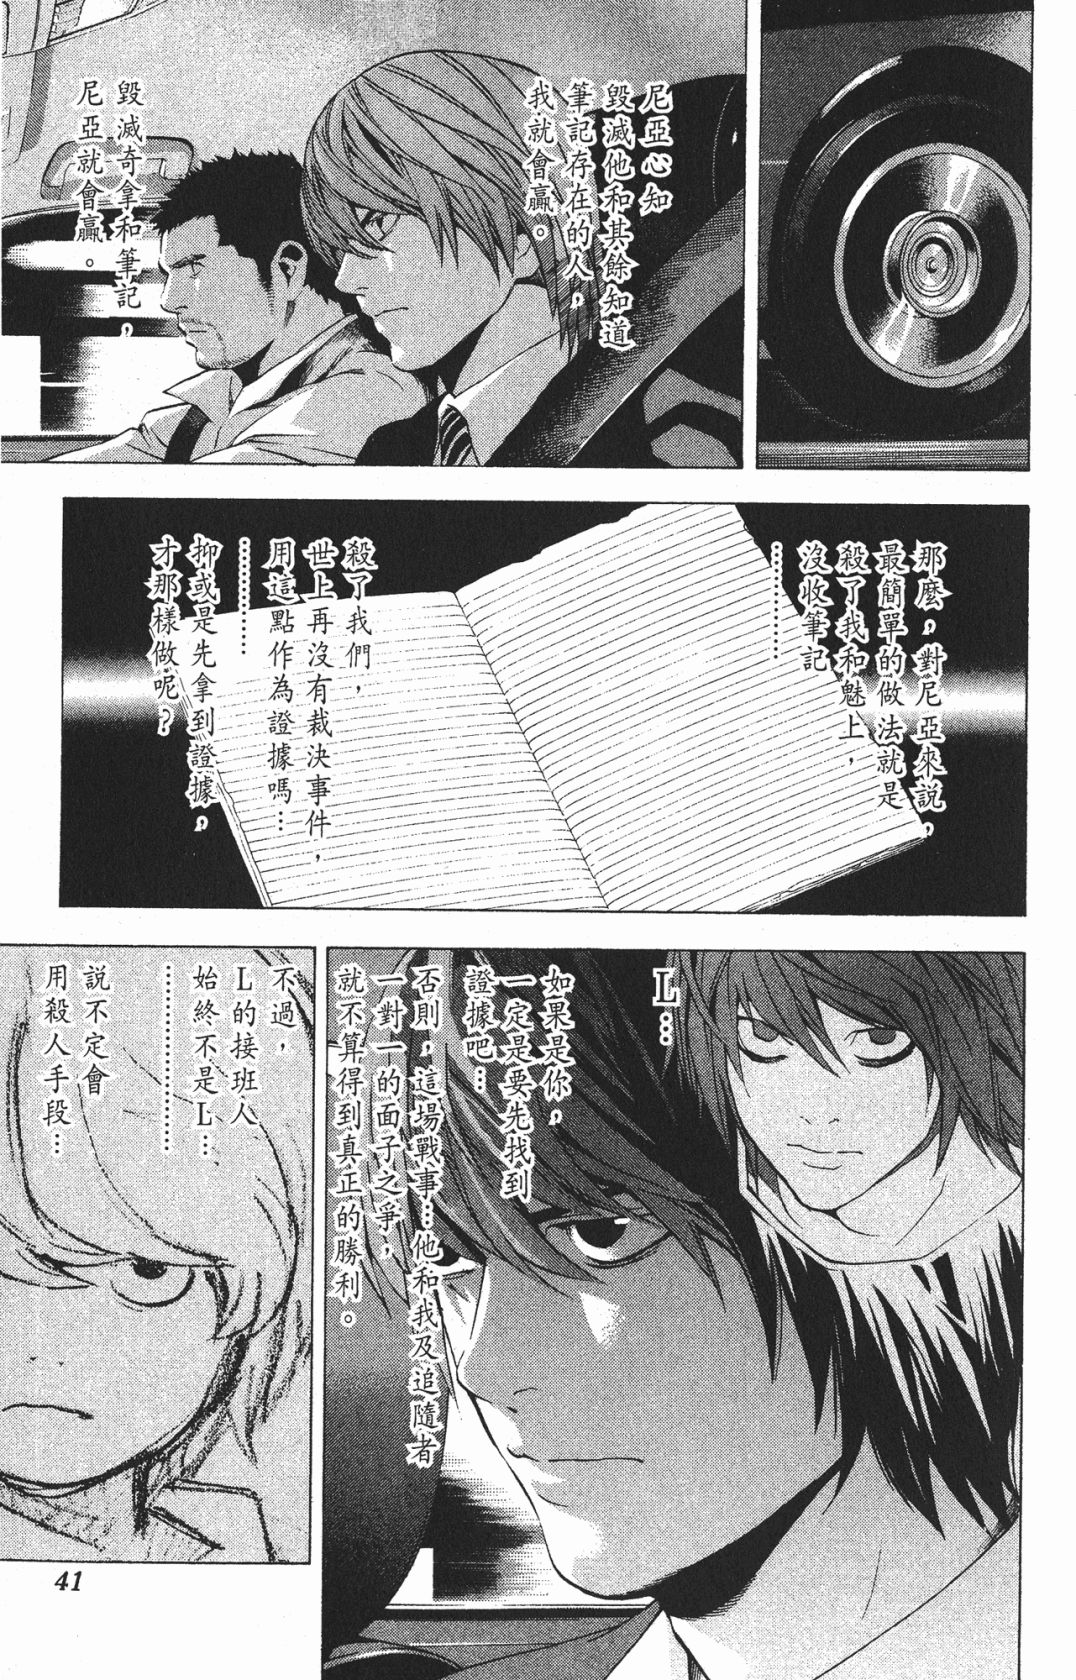 尼亞心知
毀滅他和其餘知道
筆記存在的人，
我就會贏。
毀滅奇拿和筆記，
尼亞就會贏。
那麼，對尼亞來說，
最簡單的做法就是
殺了我和魅上，
沒收筆記
…………
殺了我們，
世上再沒有裁決事件，
用這點作為證據嗎…
…………
抑或是先拿到證據，
才那樣做呢？
L…
如果是你，
一定是要先找到
證據吧…
否則，這場戰事…他和我及追隨者
一對一的面子之爭，
就不算得到真正的勝利。
不過，
L的接班人
始終不是L…
………………
說不定會
用殺人手段…
41